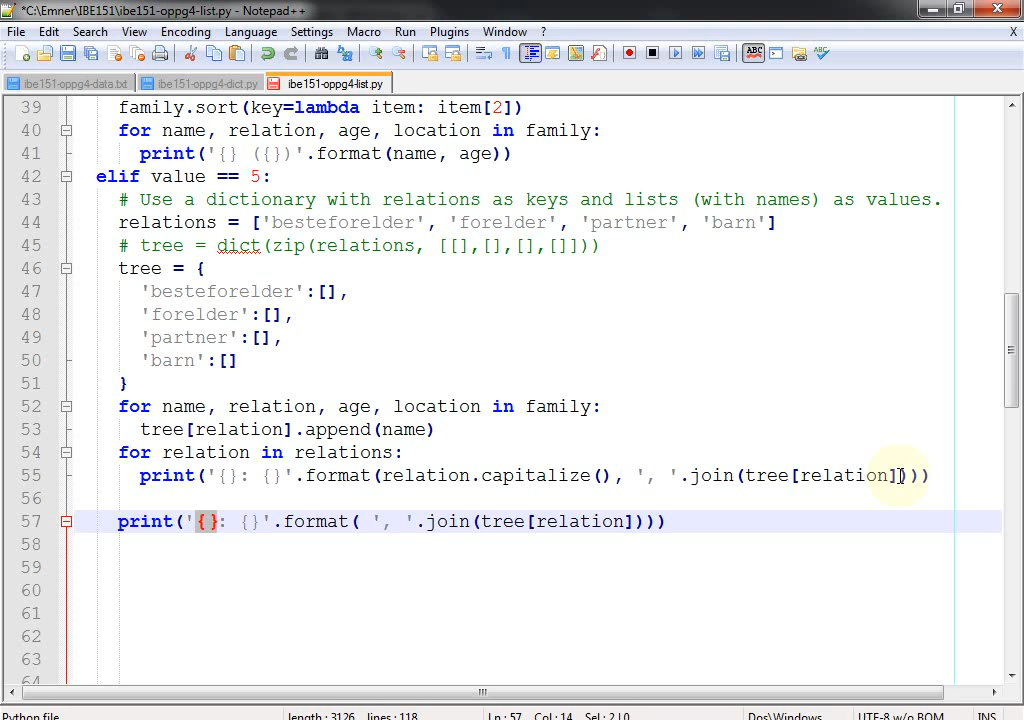 *C:\Emner\IBE151\ibe151-oppg4-list.py - Notepad++
File Edit Search View Encoding Language Settings Macro Run Plugins Window ? X
ibe151-oppg4-data.txt ibe151-oppg4-dict.py ibe151-oppg4-list.py
39 family.sort(key=lambda item: item[2])
40 for name, relation, age, location in family:
41 print('{} ({})'.format(name, age))
42 elif value == 5:
43 # Use a dictionary with relations as keys and lists (with names) as values.
44 relations = ['besteforelder', 'forelder', 'partner', 'barn']
45 # tree = dict(zip(relations, [[],[],[],[]]))
46 tree = {
47 'besteforelder':[],
48 'forelder':[],
49 'partner':[],
50 'barn':[]
51 }
52 for name, relation, age, location in family:
53 tree[relation].append(name)
54 for relation in relations:
55 print('{}: {}'.format(relation.capitalize(), ', '.join(tree[relation])))
56
57 print('{}: {}'.format( ', '.join(tree[relation])))
58
59
60
61
62
63
64
Python file length : 3126 lines : 118 Ln : 57 Col : 14 Sel : 2 | 0 Dos\Windows UTF-8 w/o BOM INS